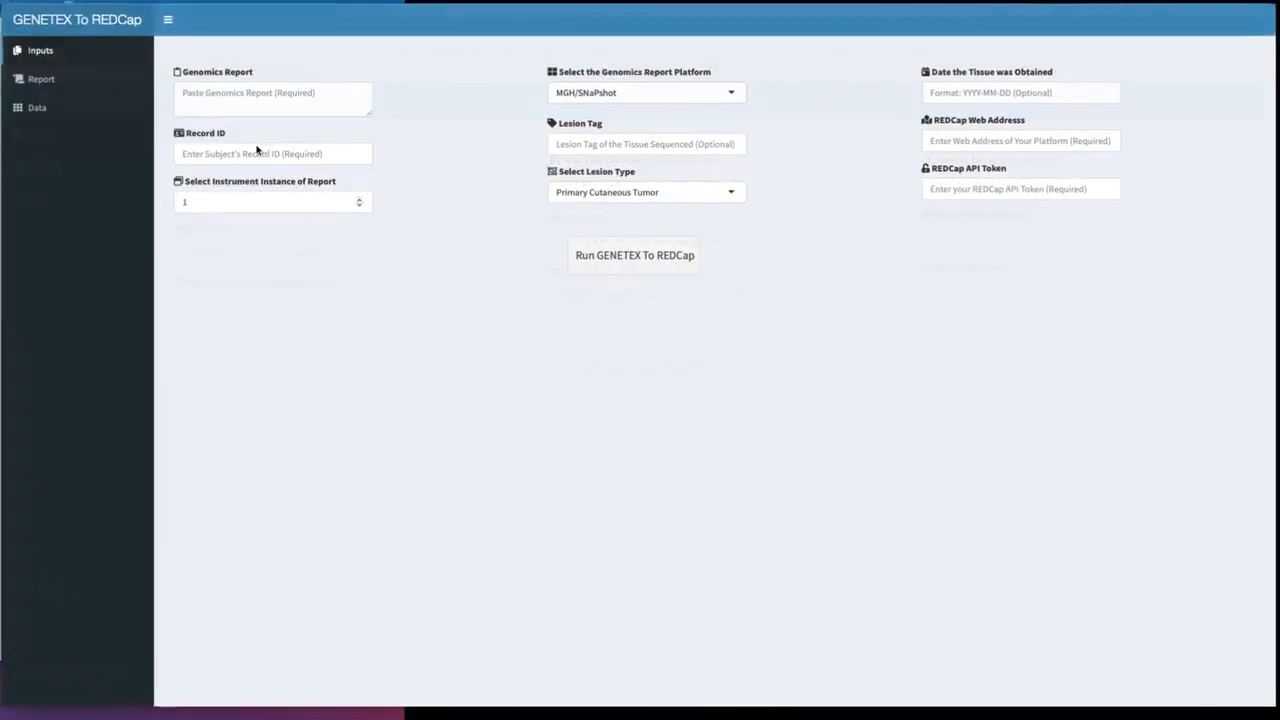 GENETEX To REDCap
Inputs
Report
Data
Genomics Report
Paste Genomics Report (Required)
Record ID
Enter Subject's Record ID (Required)
Select Instrument Instance of Report
1
Select the Genomics Report Platform
MGH/SNaPshot
Lesion Tag
Lesion Tag of the Tissue Sequenced (Optional)
Select Lesion Type
Primary Cutaneous Tumor
Run GENETEX To REDCap
Date the Tissue was Obtained
Format: YYYY-MM-DD (Optional)
REDCap Web Addresss
Enter Web Address of Your Platform (Required)
REDCap API Token
Enter your REDCap API Token (Required)